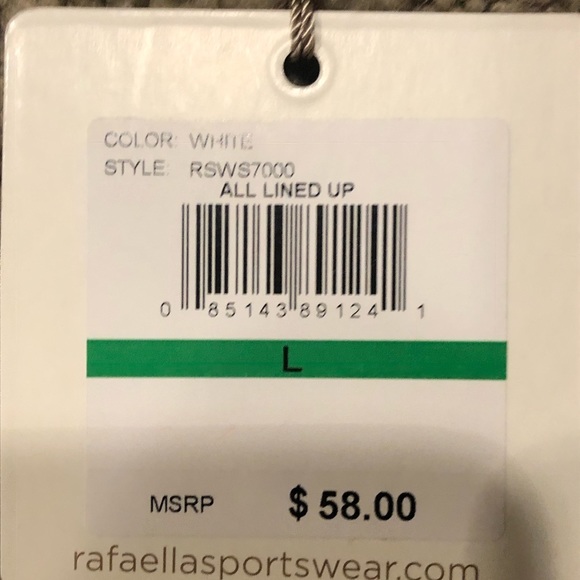 COLOR: WHITE
STYLE: RSWS7000
ALL LINED UP
0 85143 89124 1
L
MSRP $ 58.00
rafaellasportswear.com